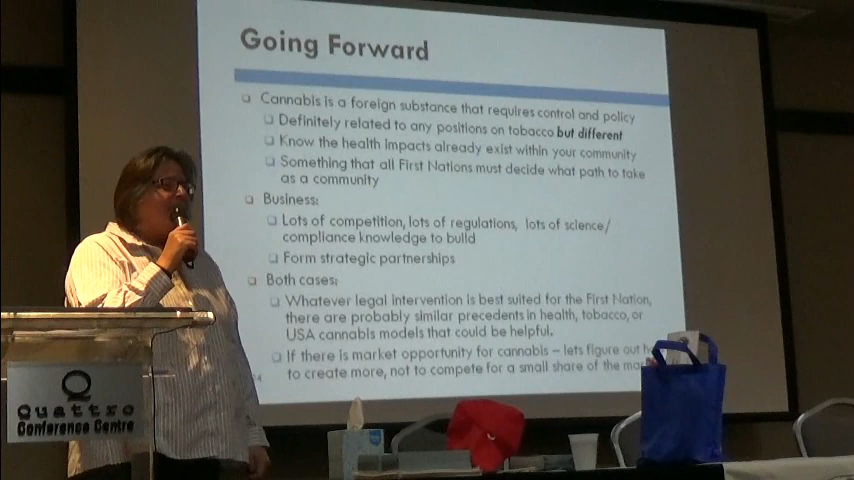 Going Forward
Cannabis is a foreign substance that requires control and policy
Definitely related to any positions on tobacco but different
Know the health impacts already exist within your community
Something that all First Nations must decide what path to take
as a community
Business:
Lots of competition, lots of regulations, lots of science/
compliance knowledge to build
Form strategic partnerships
Both cases:
Whatever legal intervention is best suited for the First Nation,
there are probably similar precedents in health, tobacco, or
USA cannabis models that could be helpful.
If there is market opportunity for cannabis – lets figure out
to create more, not to compete for a small share of the
Quattro
Conference Centre